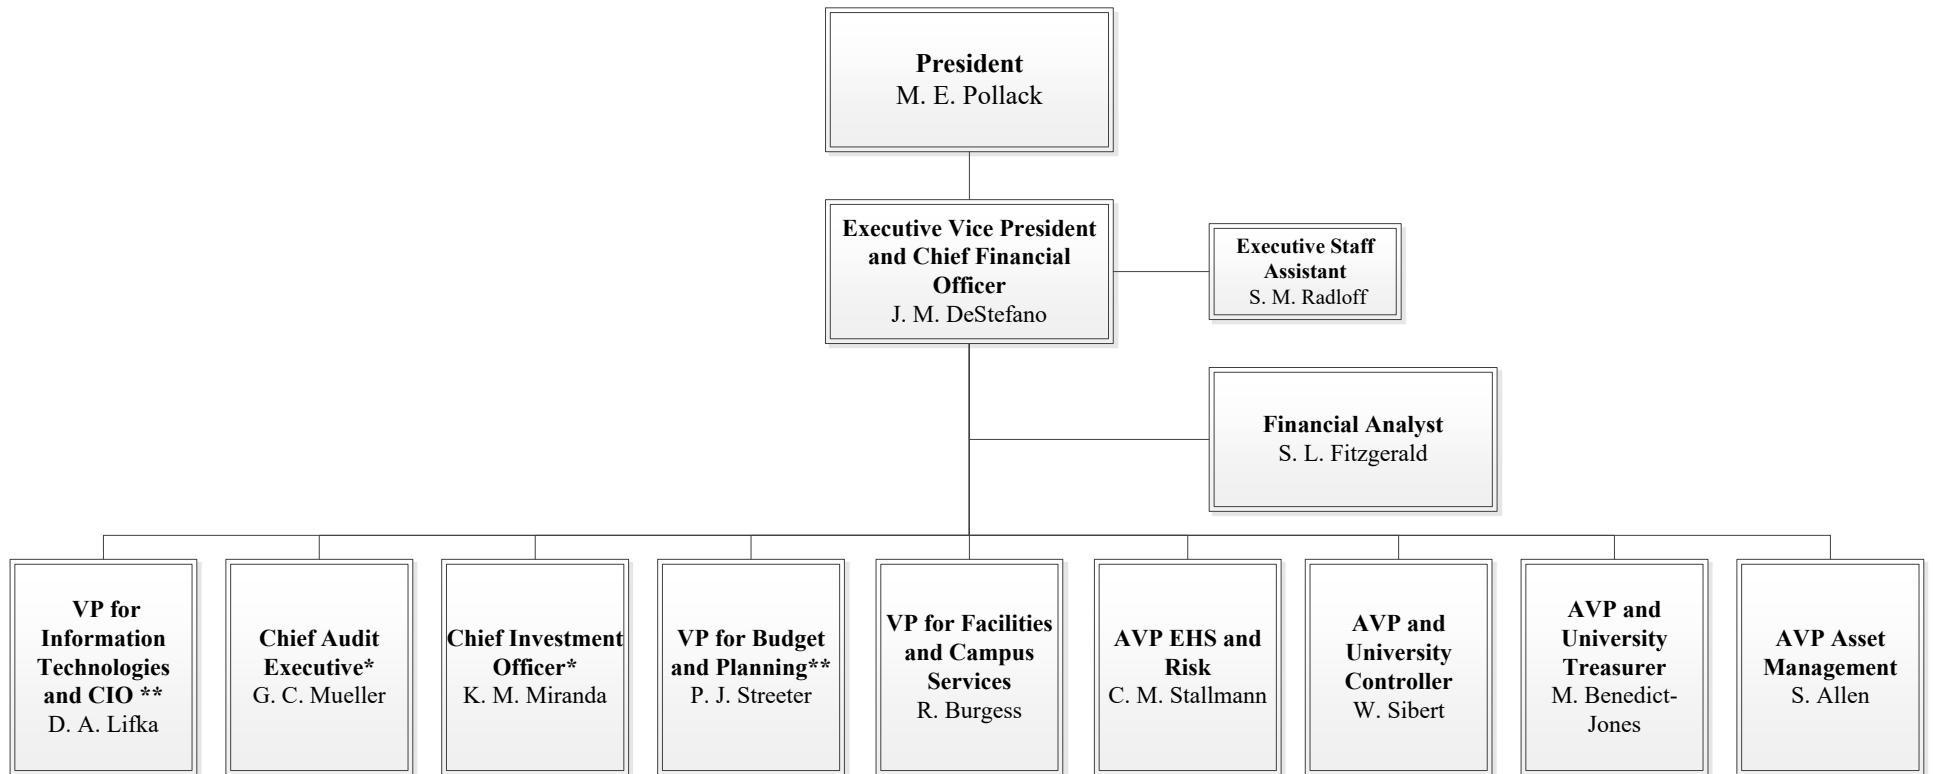 President
M. E. Pollack
Executive Vice President
and Chief Financial
Officer
J. M. DeStefano
Executive Staff
Assistant
S. M. Radloff
Financial Analyst
S. L. Fitzgerald
VP for
Information
Technologies
and CIO **
D. A. Lifka
Chief Audit
Executive*
G. C. Mueller
Chief Investment
Officer*
K. M. Miranda
VP for Budget
and Planning**
P. J. Streeter
VP for Facilities
and Campus
Services
R. Burgess
AVP EHS and
Risk
C. M. Stallmann
AVP and
University
Controller
W. Sibert
AVP and
University
Treasurer
M. Benedict-
Jones
AVP Asset
Management
S. Allen